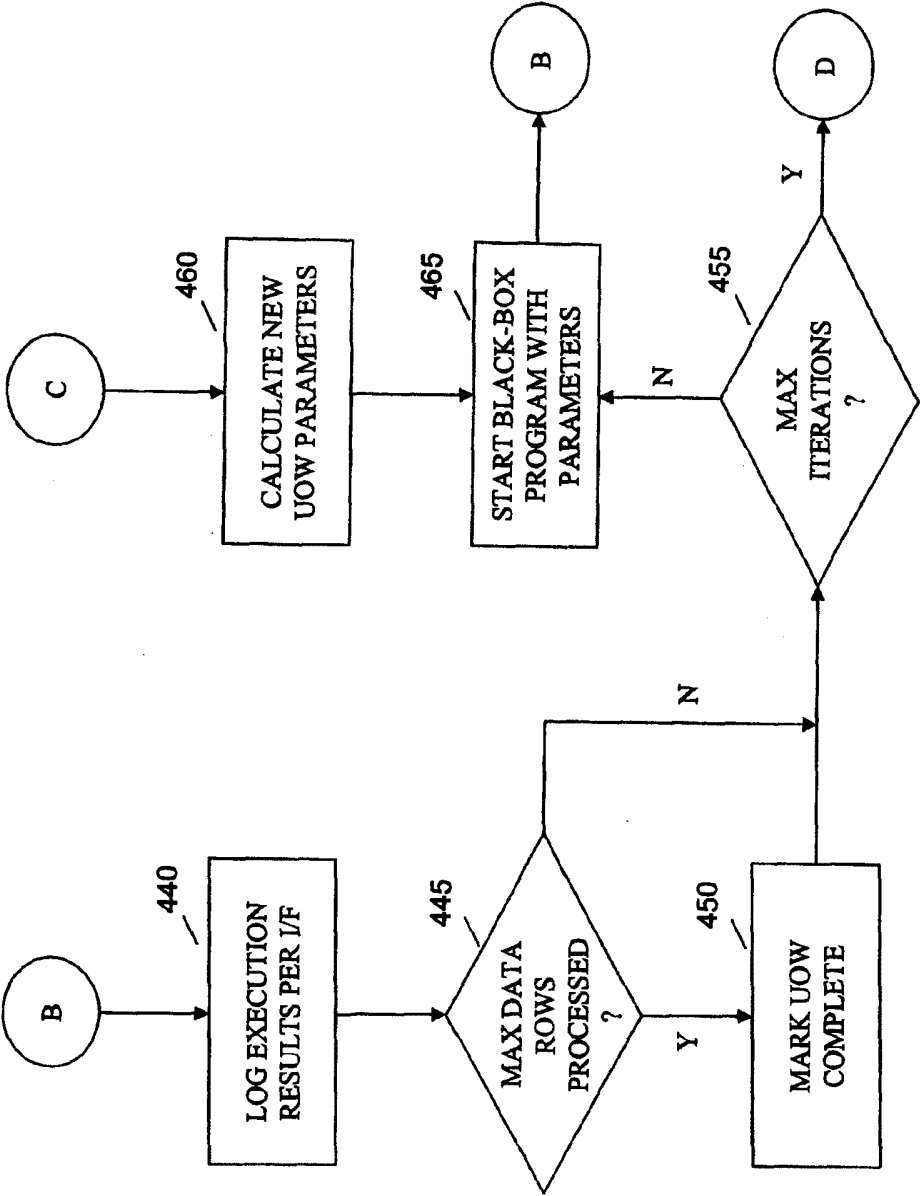 B
440
LOG EXECUTION
RESULTS PER I/F
445
MAX DATA
ROWS
PROCESSED
?
N
Y
450
MARK UOW
COMPLETE
C
460
CALCULATE NEW
UOW PARAMETERS
465
START BLACK-BOX
PROGRAM WITH
PARAMETERS
B
N
455
MAX
ITERATIONS
?
Y
D